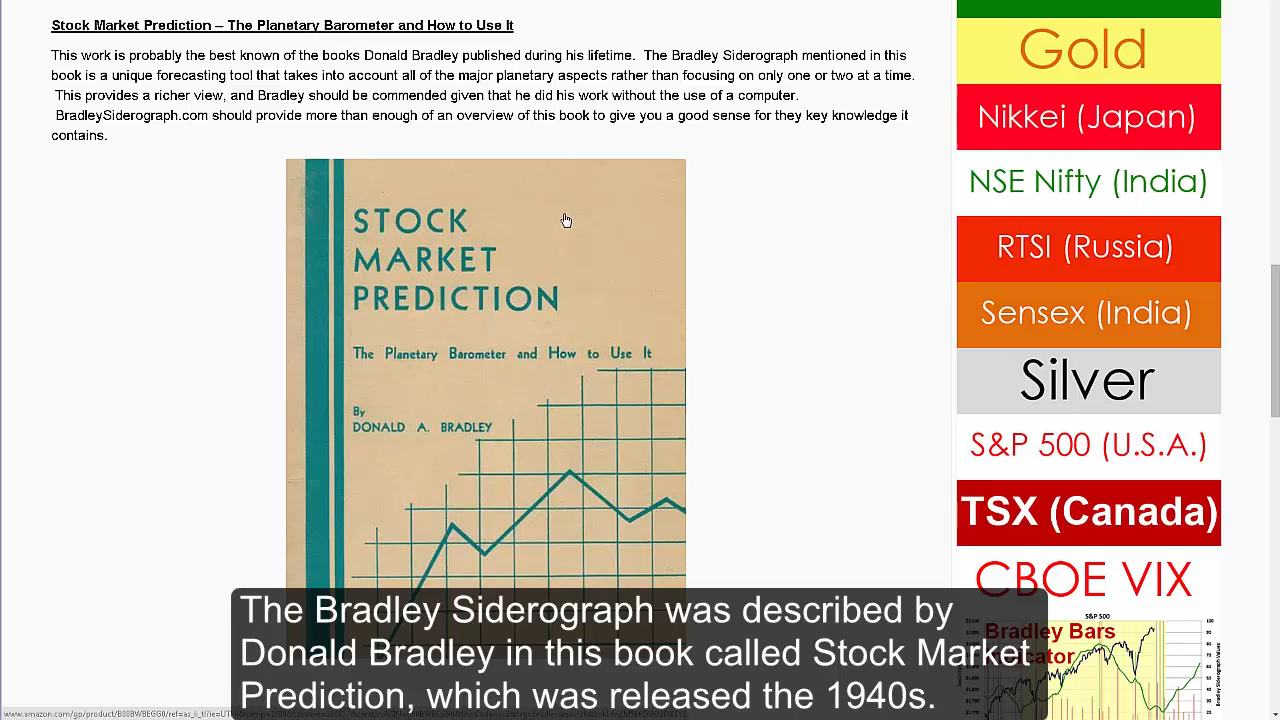 Stock Market Prediction – The Planetary Barometer and How to Use It
This work is probably the best known of the books Donald Bradley published during his lifetime. The Bradley Siderograph mentioned in this
book is a unique forecasting tool that takes into account all of the major planetary aspects rather than focusing on only one or two at a time.
This provides a richer view, and Bradley should be commended given that he did his work without the use of a computer.
BradleySiderograph.com should provide more then enough of an overview of this book to give you a good sense for they key knowledge it
contains.
STOCK
MARKET
PREDICTION
The Planetary Barometer and How to Use It
By
DONALD A. BRADLEY
Gold
Nikkei (Japan)
NSE Nifty (India)
RTSI (Russia)
Sensex (India)
Silver
S&P 500 (U.S.A.)
TSX (Canada)
CBOE VIX
S&P 500
Bradley Bars
The Bradley Siderograph was described by
Donald Bradley in this book called Stock Market
Prediction, which was released the 1940s.